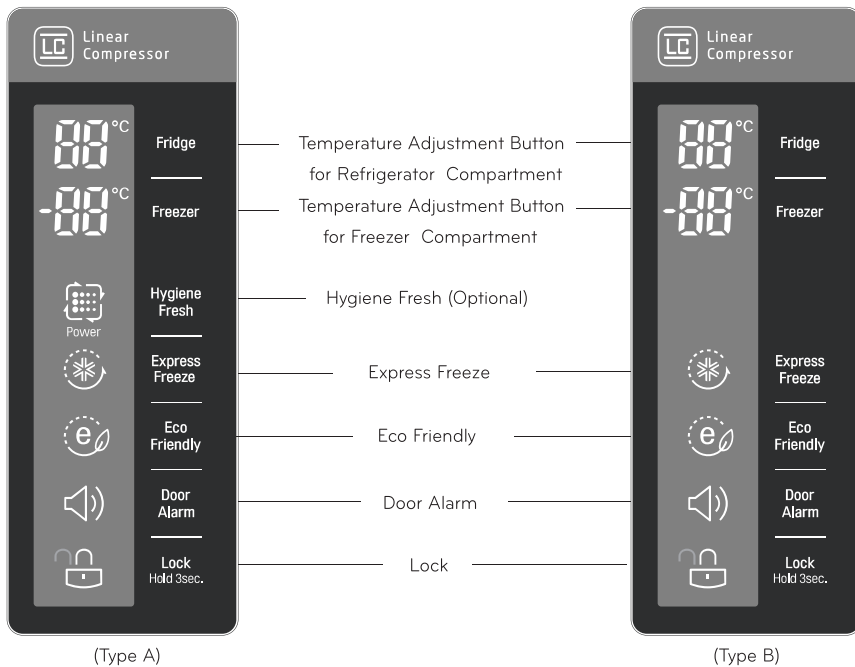 LC Linear
Compressor
88 °C
Fridge
-88 °C
Freezer
Power
Hygiene
Fresh
Express
Freeze
e
Eco
Friendly
Door
Alarm
Lock
Hold 3sec.
(Type A)
Temperature Adjustment Button
for Refrigerator Compartment
Temperature Adjustment Button
for Freezer Compartment
Hygiene Fresh (Optional)
Express Freeze
Eco Friendly
Door Alarm
Lock
LC Linear
Compressor
88 °C
Fridge
-88 °C
Freezer
Express
Freeze
e
Eco
Friendly
Door
Alarm
Lock
Hold 3sec.
(Type B)